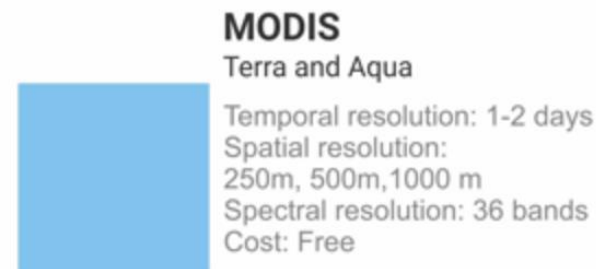 MODIS
Terra and Aqua
Temporal resolution: 1-2 days
Spatial resolution:
250m, 500m,1000 m
Spectral resolution: 36 bands
Cost: Free